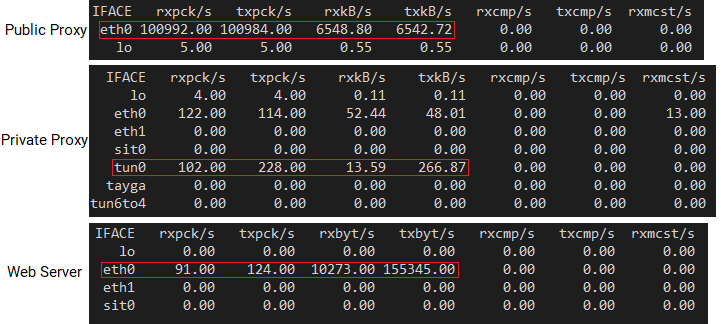 Public Proxy
IFACE rxpck/s txpck/s rxkB/s txkB/s rxcmp/s txcmp/s rxmcst/s
eth0 100992.00 100984.00 6548.80 6542.72 0.00 0.00 0.00
lo 5.00 5.00 0.55 0.55 0.00 0.00 0.00
Private Proxy
IFACE rxpck/s txpck/s rxkB/s txkB/s rxcmp/s txcmp/s rxmcst/s
lo 4.00 4.00 0.11 0.11 0.00 0.00 0.00
eth0 122.00 114.00 52.44 48.01 0.00 0.00 13.00
eth1 0.00 0.00 0.00 0.00 0.00 0.00 0.00
sit0 0.00 0.00 0.00 0.00 0.00 0.00 0.00
tun0 102.00 228.00 13.59 266.87 0.00 0.00 0.00
tayga 0.00 0.00 0.00 0.00 0.00 0.00 0.00
tun6to4 0.00 0.00 0.00 0.00 0.00 0.00 0.00
Web Server
IFACE rxpck/s txpck/s rxbyt/s txbyt/s rxcmp/s txcmp/s rxmcst/s
lo 0.00 0.00 0.00 0.00 0.00 0.00 0.00
eth0 91.00 124.00 10273.00 155345.00 0.00 0.00 0.00
eth1 0.00 0.00 0.00 0.00 0.00 0.00 0.00
sit0 0.00 0.00 0.00 0.00 0.00 0.00 0.00